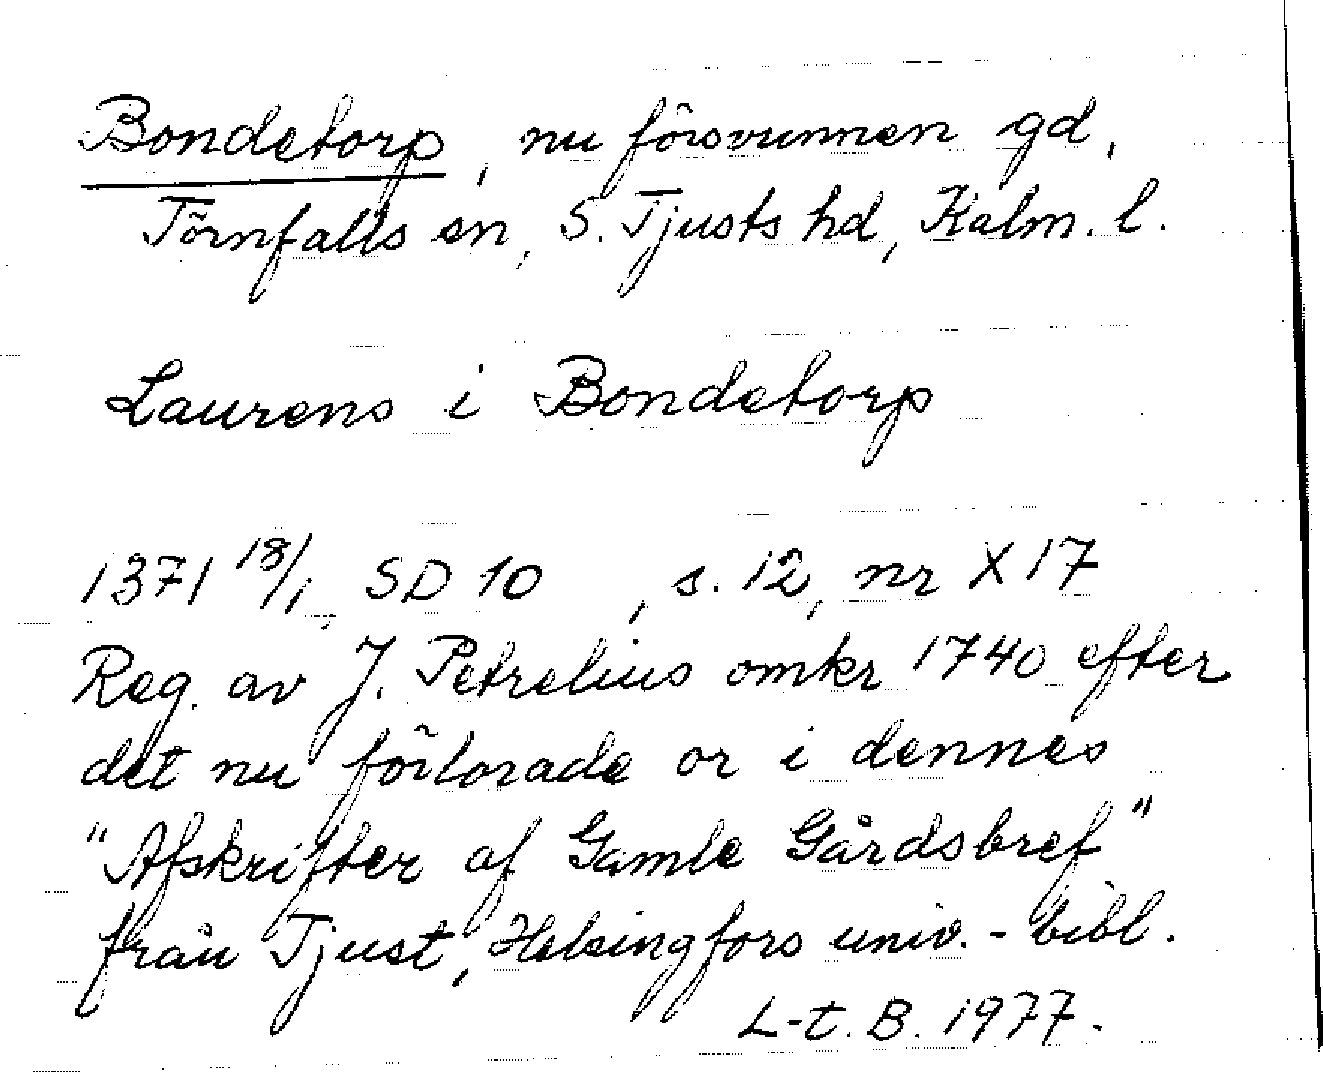 Bondetorp, nu försvunnen gd,
Törnfalls sn, S. Tjusts hd, Kalm. l.
Laurens i Bondetorp
1371 18/1, SD 10 , s. 12, nr X 17
Reg. av J. Petrelius omkr 1740 efter
det nu förlorade or i dennes
"Afskrifter af Gamle Gårdsbref"
från Tjust, Helsingfors univ.-bibl.
L-t. B. 1977.